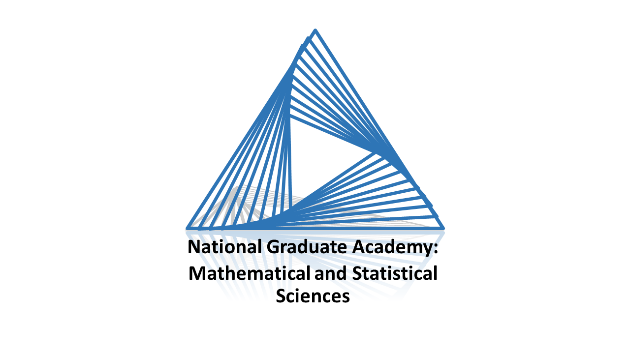 National Graduate Academy:
Mathematical and Statistical
Sciences